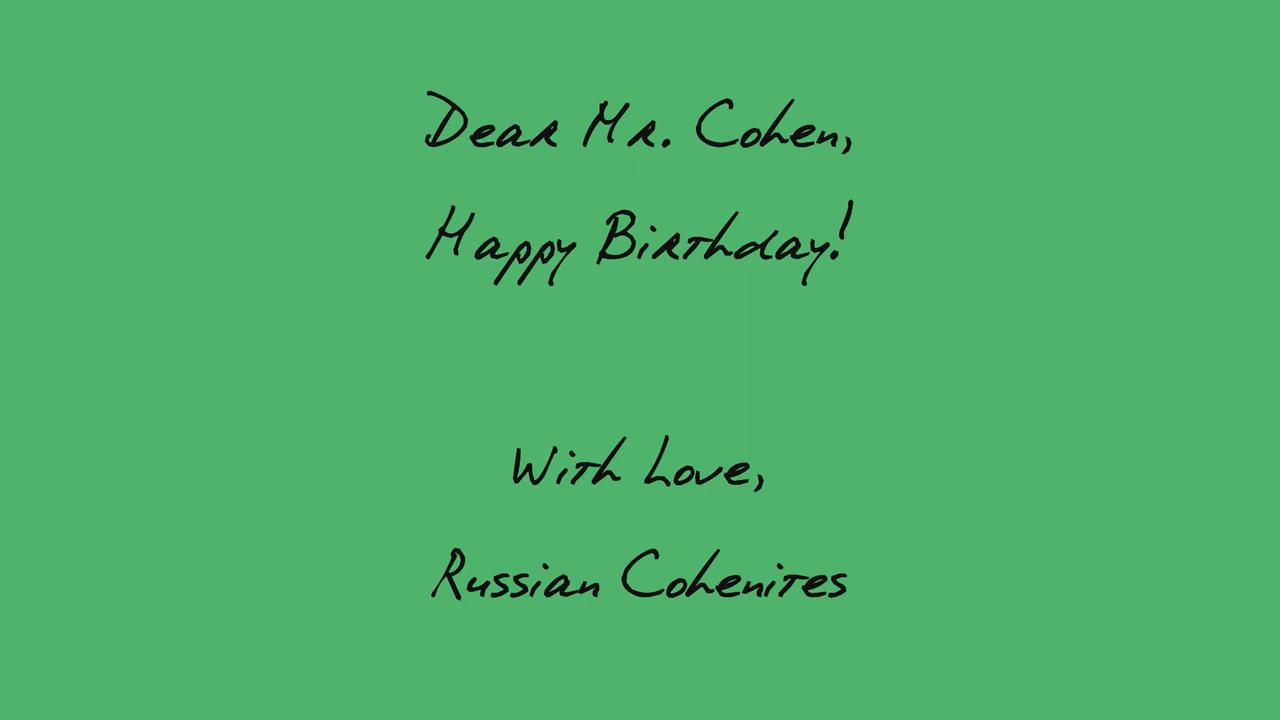 Dear Mr. Cohen,
Happy Birthday!
With Love,
Russian Cohenites